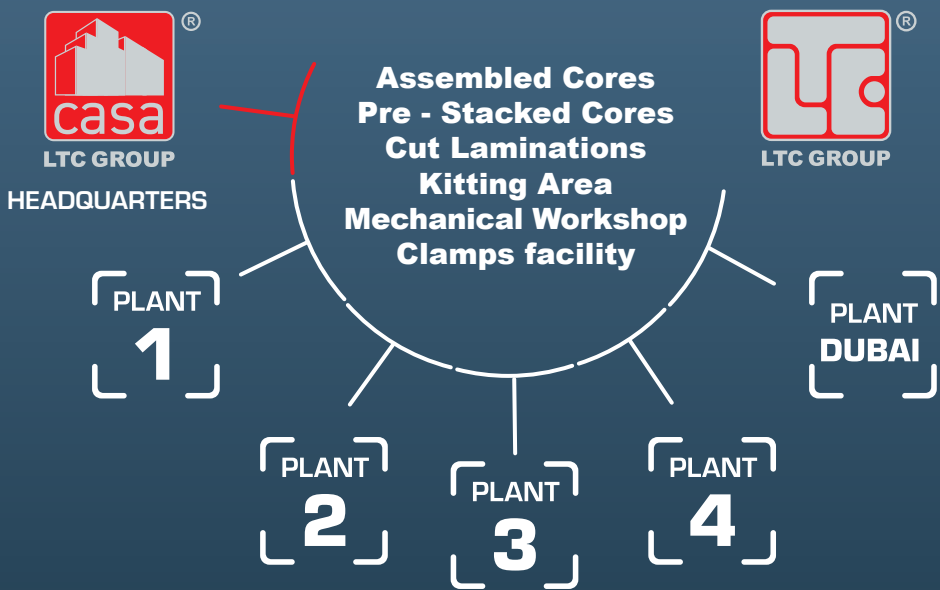 casa
®
LTC GROUP
HEADQUARTERS
Assembled Cores
Pre - Stacked Cores
Cut Laminations
Kitting Area
Mechanical Workshop
Clamps facility
LTC
®
LTC GROUP
PLANT
1
PLANT
2
PLANT
3
PLANT
4
PLANT
DUBAI